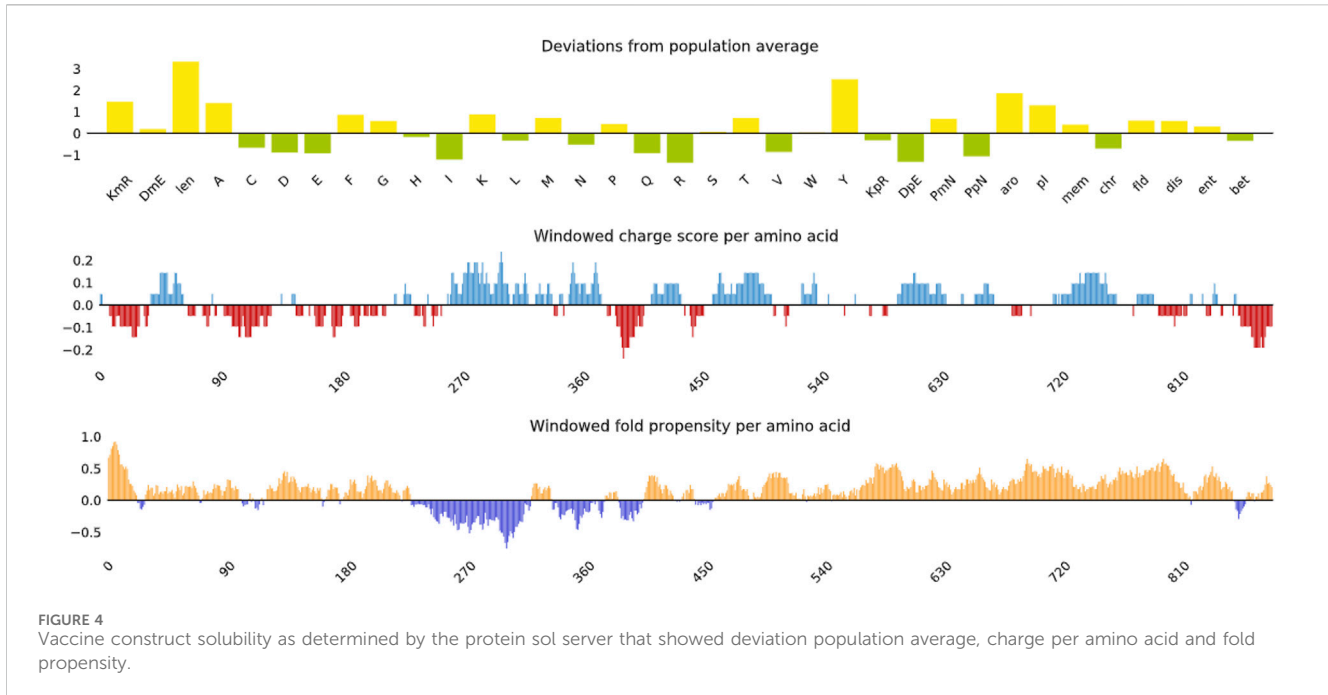 Deviations from population average
3
2
1
0
−1
KmR DmE len A C D E F G H I K L M N P Q R S T V W Y KpR DpE PmN PpN aro pI mem chr fld dis ent bet
Windowed charge score per amino acid
0.2
0.1
0.0
−0.1
−0.2
0 90 180 270 360 450 540 630 720 810
Windowed fold propensity per amino acid
1.0
0.5
0.0
−0.5
0 90 180 270 360 450 540 630 720 810
FIGURE 4
Vaccine construct solubility as determined by the protein sol server that showed deviation population average, charge per amino acid and fold
propensity.